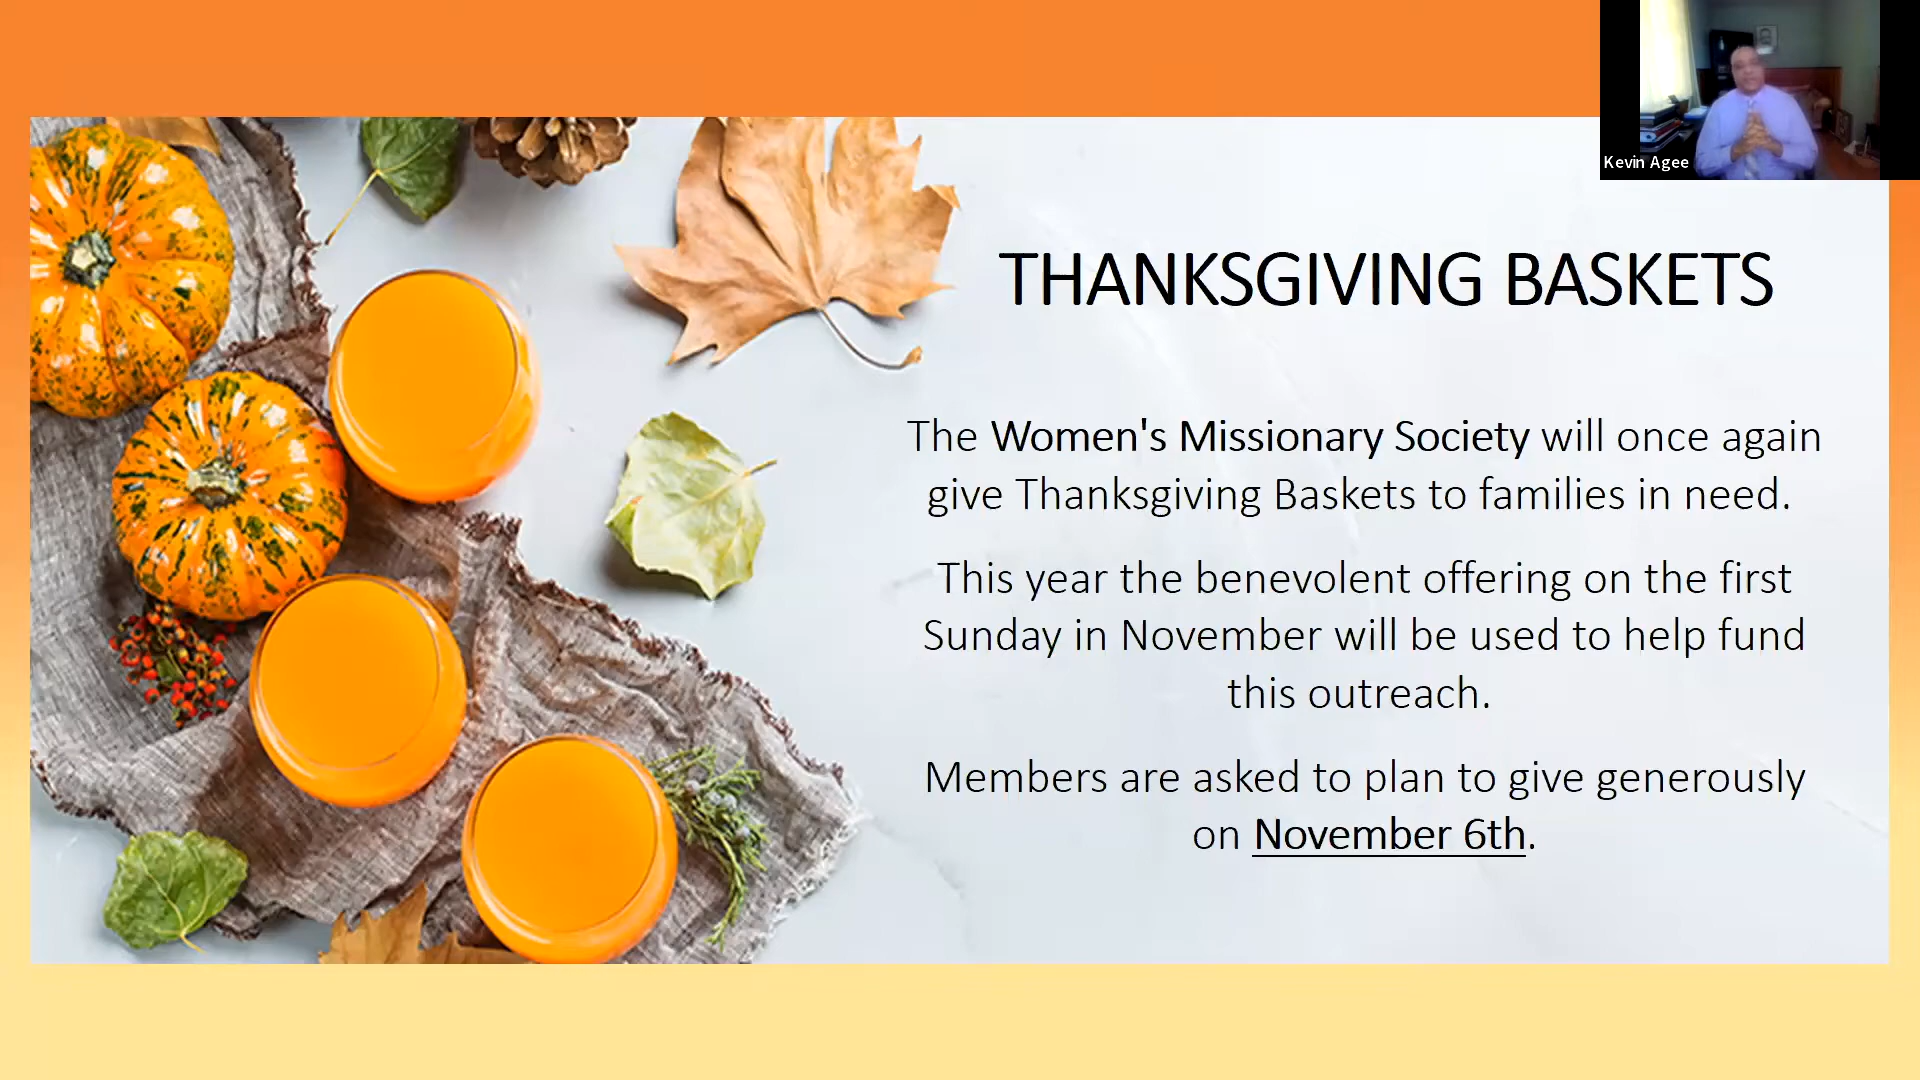 Kevin Agee
THANKSGIVING BASKETS
The Women's Missionary Society will once again
give Thanksgiving Baskets to families in need.
This year the benevolent offering on the first
Sunday in November will be used to help fund
this outreach.
Members are asked to plan to give generously
on November 6th.